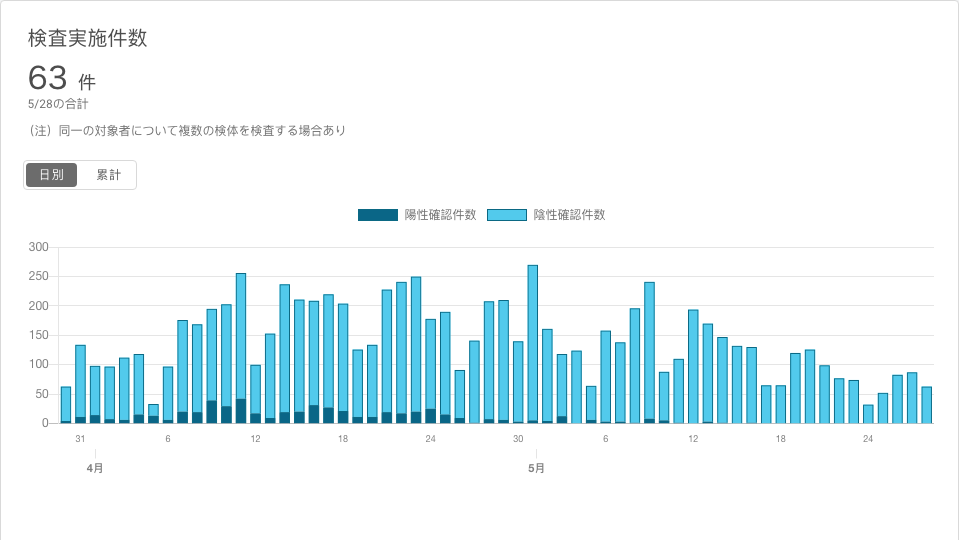 検査実施件数
63 件
5/28の合計
（注）同一の対象者について複数の検体を検査する場合あり
日別 累計
陽性確認件数 陰性確認件数
300
250
200
150
100
50
0
31 6 12 18 24 30 6 12 18 24
4月 5月